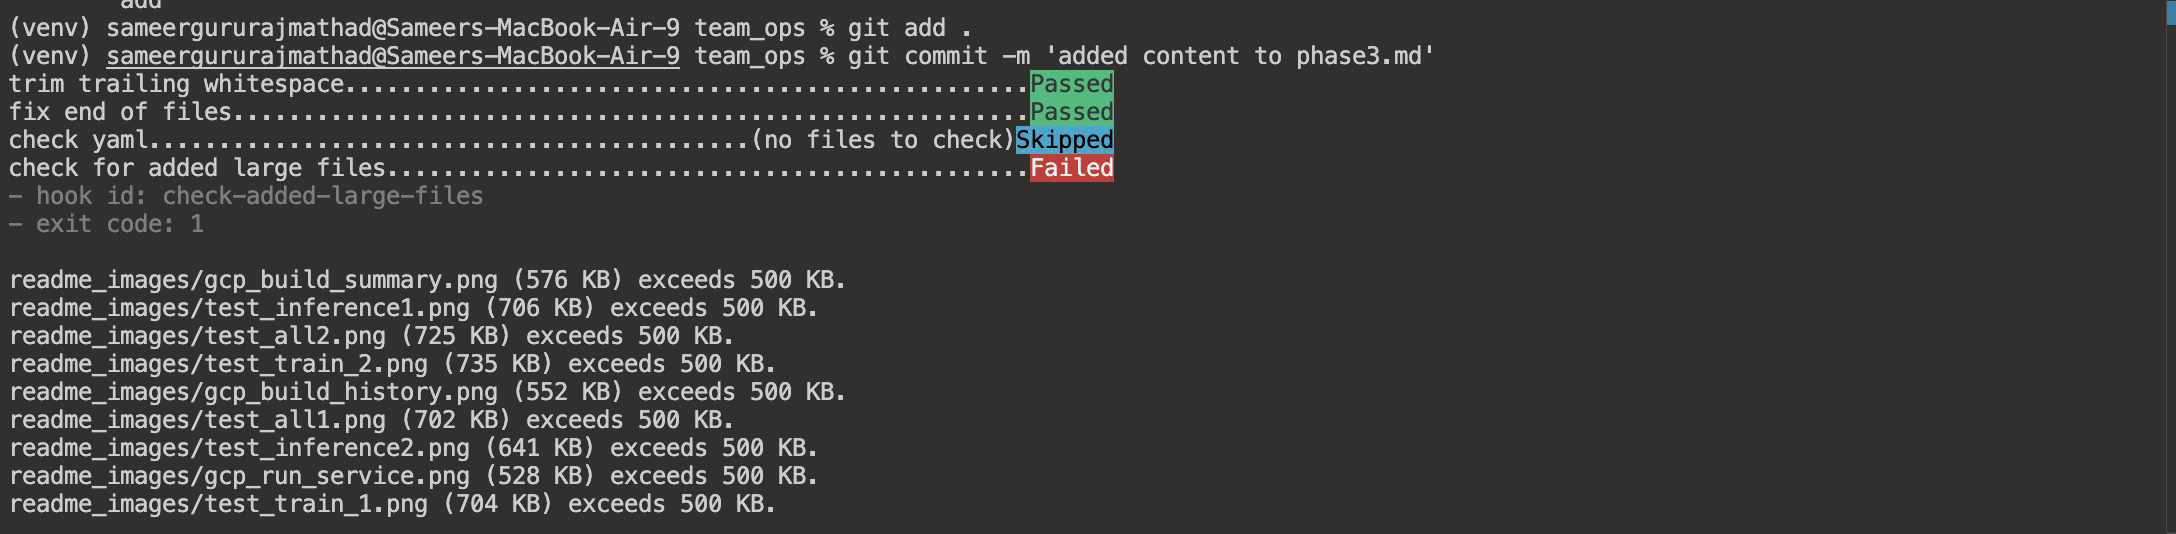 add
(venv) sameergururajmathad@Sameers-MacBook-Air-9 team_ops % git add .
(venv) sameergururajmathad@Sameers-MacBook-Air-9 team_ops % git commit -m 'added content to phase3.md'
trim trailing whitespace.................................................Passed
fix end of files.........................................................Passed
check yaml...........................................(no files to check)Skipped
check for added large files..............................................Failed
- hook id: check-added-large-files
- exit code: 1
readme_images/gcp_build_summary.png (576 KB) exceeds 500 KB.
readme_images/test_inference1.png (706 KB) exceeds 500 KB.
readme_images/test_all2.png (725 KB) exceeds 500 KB.
readme_images/test_train_2.png (735 KB) exceeds 500 KB.
readme_images/gcp_build_history.png (552 KB) exceeds 500 KB.
readme_images/test_all1.png (702 KB) exceeds 500 KB.
readme_images/test_inference2.png (641 KB) exceeds 500 KB.
readme_images/gcp_run_service.png (528 KB) exceeds 500 KB.
readme_images/test_train_1.png (704 KB) exceeds 500 KB.